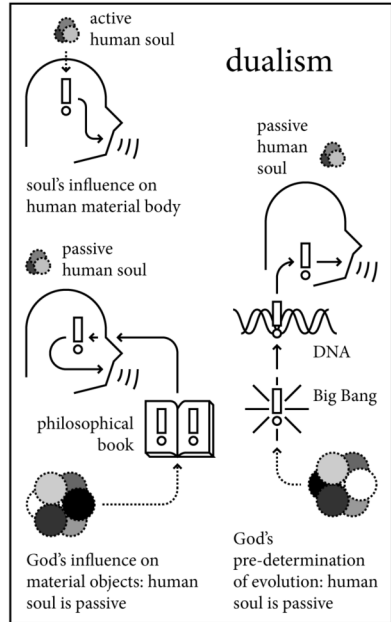 active
human soul
dualism
soul's influence on
human material body
passive
human soul
philosophical
book
God's influence on
material objects: human
soul is passive
passive
human
soul
DNA
Big Bang
God's
pre-determination
of evolution: human
soul is passive